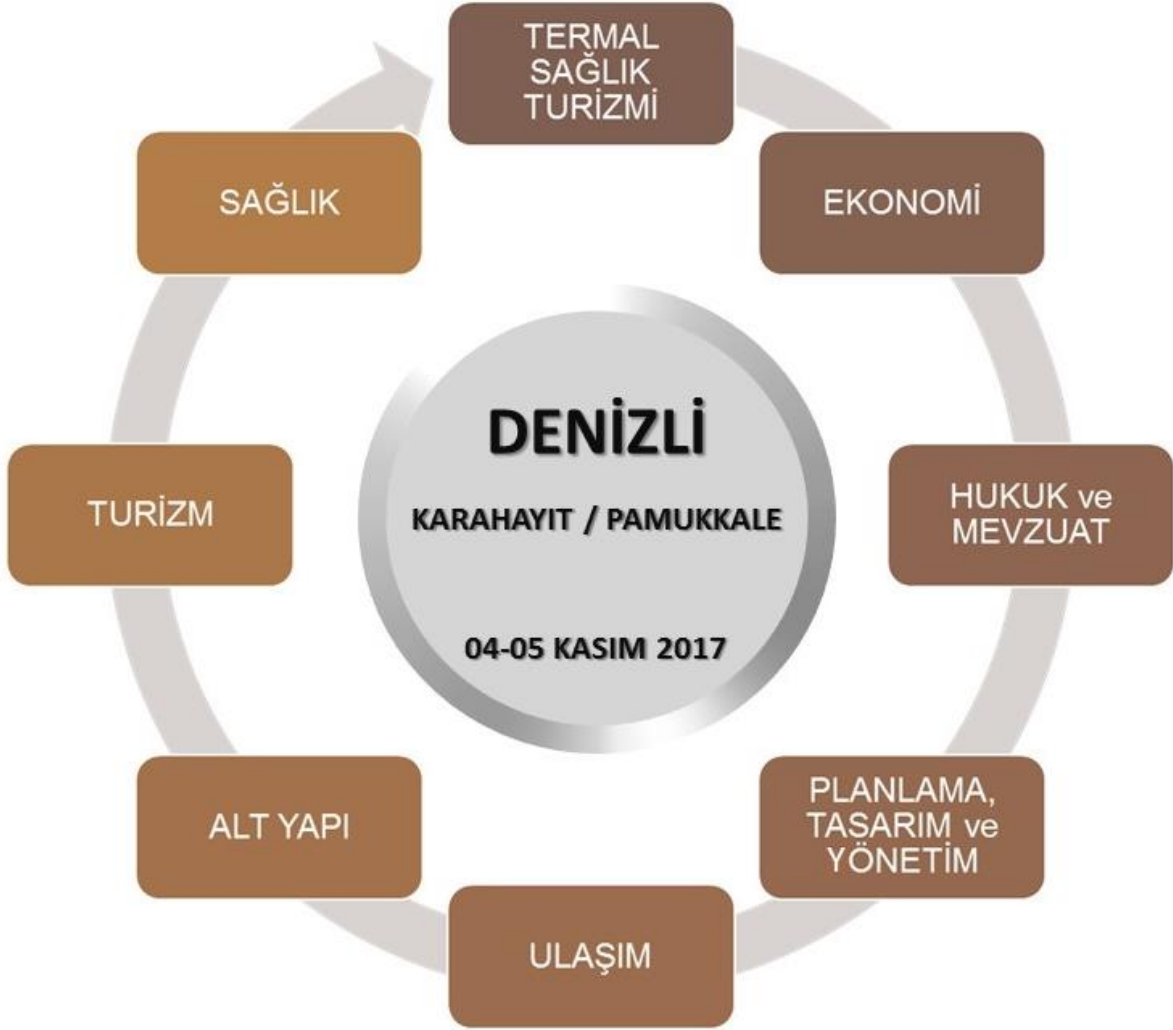 TERMAL
SAĞLIK
TURİZMİ
EKONOMİ
HUKUK ve
MEVZUAT
PLANLAMA,
TASARIM ve
YÖNETİM
ULAŞIM
ALT YAPI
TURİZM
SAĞLIK
DENİZLİ
KARAHAYIT / PAMUKKALE
04-05 KASIM 2017